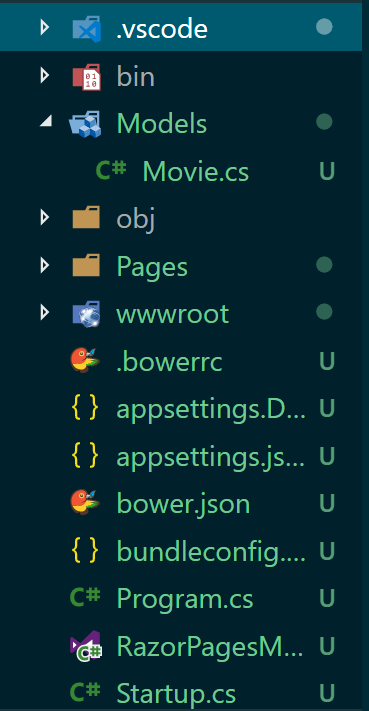 .vscode
bin
Models
C# Movie.cs U
obj
Pages
wwwroot
.bowerrc U
{ } appsettings.D... U
{ } appsettings.js... U
bower.json U
{ } bundleconfig.... U
C# Program.cs U
RazorPagesM... U
C# Startup.cs U